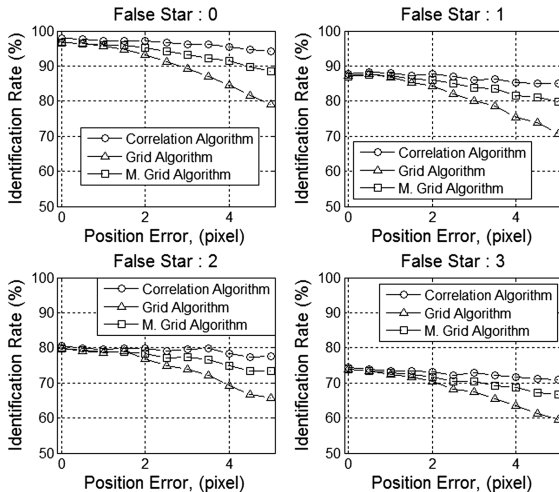 False Star : 0
Identification Rate (%)
100
90
80
70
60
50
Correlation Algorithm
Grid Algorithm
M. Grid Algorithm
0 2 4
Position Error, (pixel)
False Star : 1
Identification Rate (%)
100
90
80
70
60
50
Correlation Algorithm
Grid Algorithm
M. Grid Algorithm
0 2 4
Position Error, (pixel)
False Star : 2
Identification Rate (%)
100
90
80
70
60
50
Correlation Algorithm
Grid Algorithm
M. Grid Algorithm
0 2 4
Position Error, (pixel)
False Star : 3
Identification Rate (%)
100
90
80
70
60
50
Correlation Algorithm
Grid Algorithm
M. Grid Algorithm
0 2 4
Position Error, (pixel)